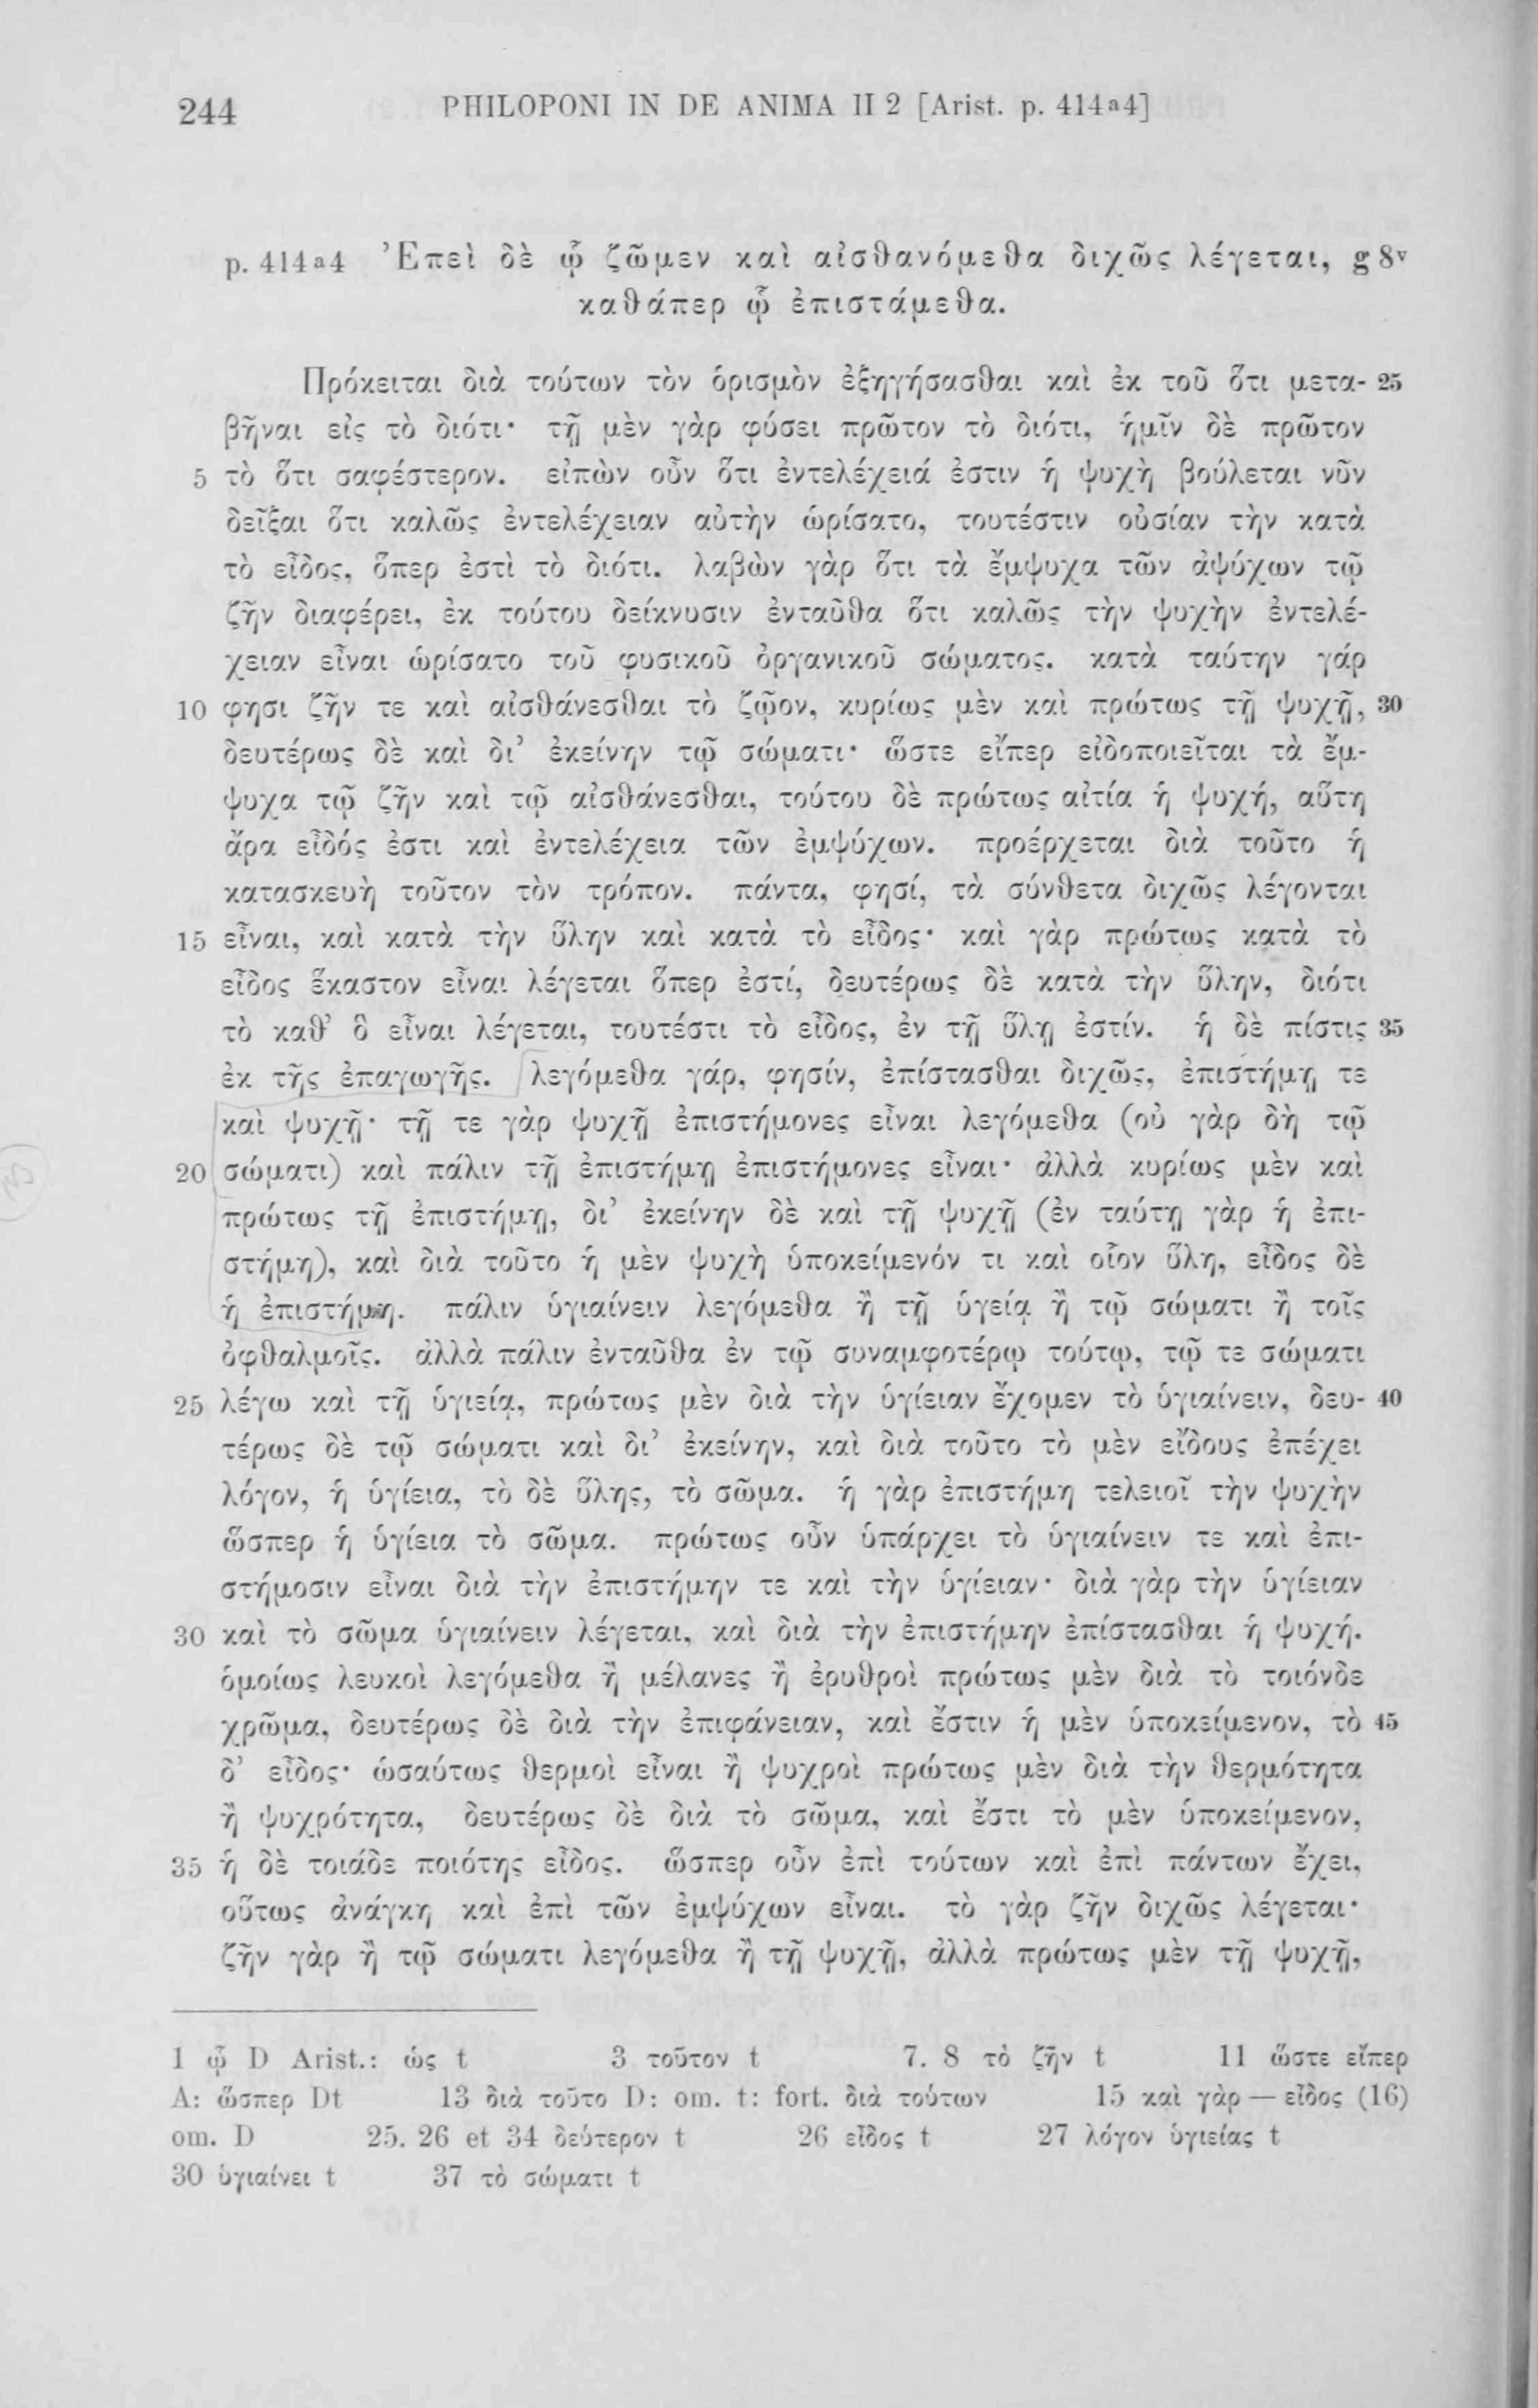 244 PHILOPONI IN DE ANIMA II 2 [Arist. p. 414a4]
p. 414a4 Ἐπεὶ δὲ ᾧ ζῶμεν καὶ αἰσθανόμεθα διχῶς λέγεται, g 8v
καθάπερ ᾧ ἐπιστάμεθα.
Πρόκειται διὰ τούτων τὸν ὁρισμὸν ἐξηγήσασθαι καὶ ἐκ τοῦ ὅτι μετα- 25
βῆναι εἰς τὸ διότι· τῇ μὲν γὰρ φύσει πρῶτον τὸ διότι, ἡμῖν δὲ πρῶτον
5 τὸ ὅτι σαφέστερον. εἰπὼν οὖν ὅτι ἐντελέχειά ἐστιν ἡ ψυχὴ βούλεται νῦν
δεῖξαι ὅτι καλῶς ἐντελέχειαν αὐτὴν ὡρίσατο, τουτέστιν οὐσίαν τὴν κατὰ
τὸ εἶδος, ὅπερ ἐστὶ τὸ διότι. λαβὼν γὰρ ὅτι τὰ ἔμψυχα τῶν ἀψύχων τῷ
ζῆν διαφέρει, ἐκ τούτου δείκνυσιν ἐνταῦθα ὅτι καλῶς τὴν ψυχὴν ἐντελέ-
χειαν εἶναι ὡρίσατο τοῦ φυσικοῦ ὀργανικοῦ σώματος. κατὰ ταύτην γάρ
10 φησι ζῆν τε καὶ αἰσθάνεσθαι τὸ ζῷον, κυρίως μὲν καὶ πρώτως τῇ ψυχῇ, 30
δευτέρως δὲ καὶ δι’ ἐκείνην τῷ σώματι· ὥστε εἴπερ εἰδοποιεῖται τὰ ἔμ-
ψυχα τῷ ζῆν καὶ τῷ αἰσθάνεσθαι, τούτου δὲ πρώτως αἰτία ἡ ψυχή, αὕτη
ἄρα εἶδός ἐστι καὶ ἐντελέχεια τῶν ἐμψύχων. προέρχεται διὰ τοῦτο ἡ
κατασκευὴ τοῦτον τὸν τρόπον. πάντα, φησί, τὰ σύνθετα διχῶς λέγονται
15 εἶναι, καὶ κατὰ τὴν ὕλην καὶ κατὰ τὸ εἶδος· καὶ γὰρ πρώτως κατὰ τὸ
εἶδος ἕκαστον εἶναι λέγεται ὅπερ ἐστί, δευτέρως δὲ κατὰ τὴν ὕλην, διότι
τὸ καθ’ ὃ εἶναι λέγεται, τουτέστι τὸ εἶδος, ἐν τῇ ὕλῃ ἐστίν. ἡ δὲ πίστις 35
ἐκ τῆς ἐπαγωγῆς. λεγόμεθα γάρ, φησίν, ἐπίστασθαι διχῶς, ἐπιστήμῃ τε
καὶ ψυχῇ· τῇ τε γὰρ ψυχῇ ἐπιστήμονες εἶναι λεγόμεθα (οὐ γὰρ δὴ τῷ
20 σώματι) καὶ πάλιν τῇ ἐπιστήμῃ ἐπιστήμονες εἶναι· ἀλλὰ κυρίως μὲν καὶ
πρώτως τῇ ἐπιστήμῃ, δι’ ἐκείνην δὲ καὶ τῇ ψυχῇ (ἐν ταύτῃ γὰρ ἡ ἐπι-
στήμη), καὶ διὰ τοῦτο ἡ μὲν ψυχὴ ὑποκείμενόν τι καὶ οἷον ὕλη, εἶδος δὲ
ἡ ἐπιστήμη. πάλιν ὑγιαίνειν λεγόμεθα ἢ τῇ ὑγείᾳ ἢ τῷ σώματι ἢ τοῖς
ὀφθαλμοῖς. ἀλλὰ πάλιν ἐνταῦθα ἐν τῷ συναμφοτέρῳ τούτῳ, τῷ τε σώματι
25 λέγω καὶ τῇ ὑγιείᾳ, πρώτως μὲν διὰ τὴν ὑγίειαν ἔχομεν τὸ ὑγιαίνειν, δευ- 40
τέρως δὲ τῷ σώματι καὶ δι’ ἐκείνην, καὶ διὰ τοῦτο τὸ μὲν εἴδους ἐπέχει
λόγον, ἡ ὑγίεια, τὸ δὲ ὕλης, τὸ σῶμα. ἡ γὰρ ἐπιστήμη τελειοῖ τὴν ψυχὴν
ὥσπερ ἡ ὑγίεια τὸ σῶμα. πρώτως οὖν ὑπάρχει τὸ ὑγιαίνειν τε καὶ ἐπι-
στήμοσιν εἶναι διὰ τὴν ἐπιστήμην τε καὶ τὴν ὑγίειαν· διὰ γὰρ τὴν ὑγίειαν
30 καὶ τὸ σῶμα ὑγιαίνειν λέγεται, καὶ διὰ τὴν ἐπιστήμην ἐπίστασθαι ἡ ψυχή.
ὁμοίως λευκοὶ λεγόμεθα ἢ μέλανες ἢ ἐρυθροὶ πρώτως μὲν διὰ τὸ τοιόνδε
χρῶμα, δευτέρως δὲ διὰ τὴν ἐπιφάνειαν, καὶ ἔστιν ἡ μὲν ὑποκείμενον, τὸ 45
δ’ εἶδος· ὡσαύτως θερμοὶ εἶναι ἢ ψυχροὶ πρώτως μὲν διὰ τὴν θερμότητα
ἢ ψυχρότητα, δευτέρως δὲ διὰ τὸ σῶμα, καὶ ἔστι τὸ μὲν ὑποκείμενον,
35 ἡ δὲ τοιάδε ποιότης εἶδος. ὥσπερ οὖν ἐπὶ τούτων καὶ ἐπὶ πάντων ἔχει,
οὕτως ἀνάγκη καὶ ἐπὶ τῶν ἐμψύχων εἶναι. τὸ γὰρ ζῆν διχῶς λέγεται·
ζῆν γὰρ ἢ τῷ σώματι λεγόμεθα ἢ τῇ ψυχῇ, ἀλλὰ πρώτως μὲν τῇ ψυχῇ,
1 ᾧ D Arist.: ὡς t 3 τοῦτον t 7. 8 τὸ ζῆν t 11 ὥστε εἴπερ
A: ὥσπερ Dt 13 διὰ τοῦτο D: om. t: fort. διὰ τούτων 15 καὶ γὰρ — εἶδος (16)
om. D 25. 26 et 34 δεύτερον t 26 εἶδος t 27 λόγον ὑγιείας t
30 ὑγιαίνει t 37 τὸ σώματι t